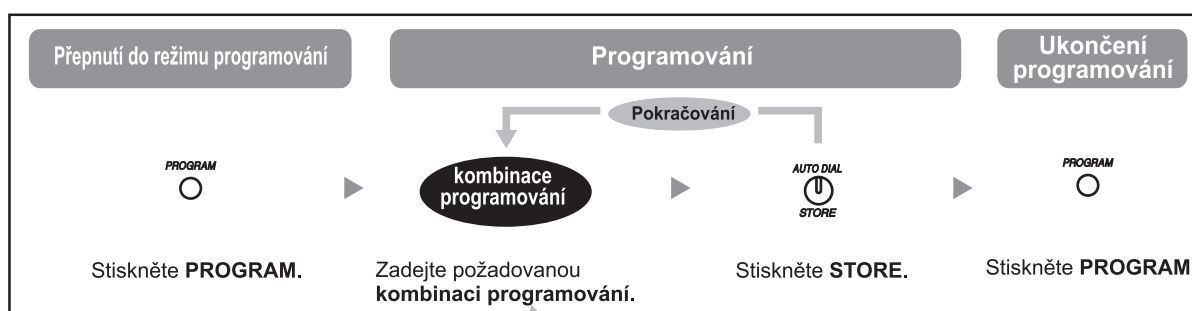 Přepnutí do režimu programování
Programování
Ukončení
programování
Pokračování
PROGRAM
kombinace
programování
AUTO DIAL
STORE
PROGRAM
Stiskněte PROGRAM.
Zadejte požadovanou
kombinaci programování.
Stiskněte STORE.
Stiskněte PROGRAM